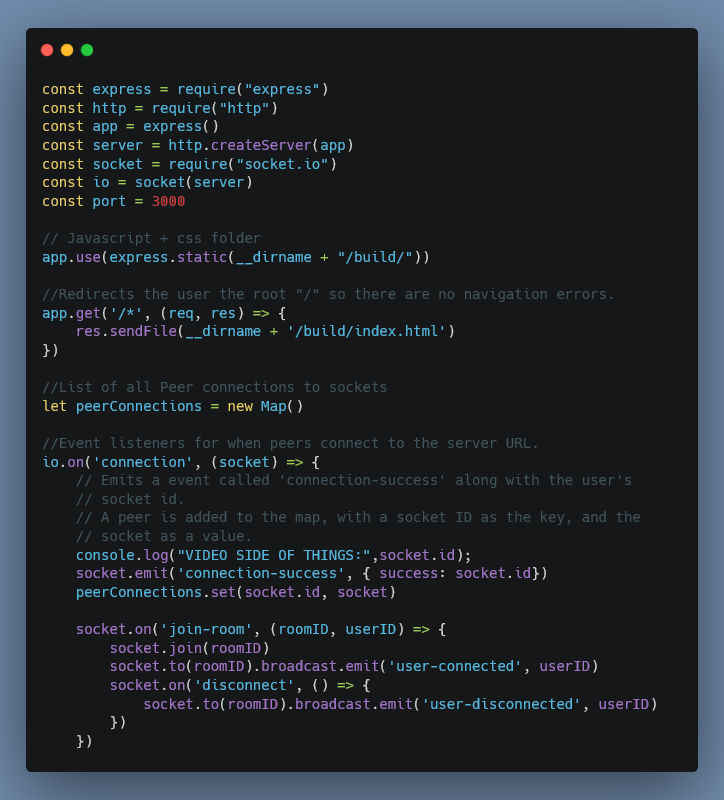 const express = require("express")
const http = require("http")
const app = express()
const server = http.createServer(app)
const socket = require("socket.io")
const io = socket(server)
const port = 3000

// Javascript + css folder
app.use(express.static(__dirname + "/build/"))

//Redirects the user the root "/" so there are no navigation errors.
app.get('/*', (req, res) => {
    res.sendFile(__dirname + '/build/index.html')
})

//List of all Peer connections to sockets
let peerConnections = new Map()

//Event listeners for when peers connect to the server URL.
io.on('connection', (socket) => {
    // Emits a event called 'connection-success' along with the user's
    // socket id.
    // A peer is added to the map, with a socket ID as the key, and the
    // socket as a value.
    console.log("VIDEO SIDE OF THINGS:",socket.id);
    socket.emit('connection-success', { success: socket.id})
    peerConnections.set(socket.id, socket)

    socket.on('join-room', (roomID, userID) => {
        socket.join(roomID)
        socket.to(roomID).broadcast.emit('user-connected', userID)
        socket.on('disconnect', () => {
            socket.to(roomID).broadcast.emit('user-disconnected', userID)
        })
    })